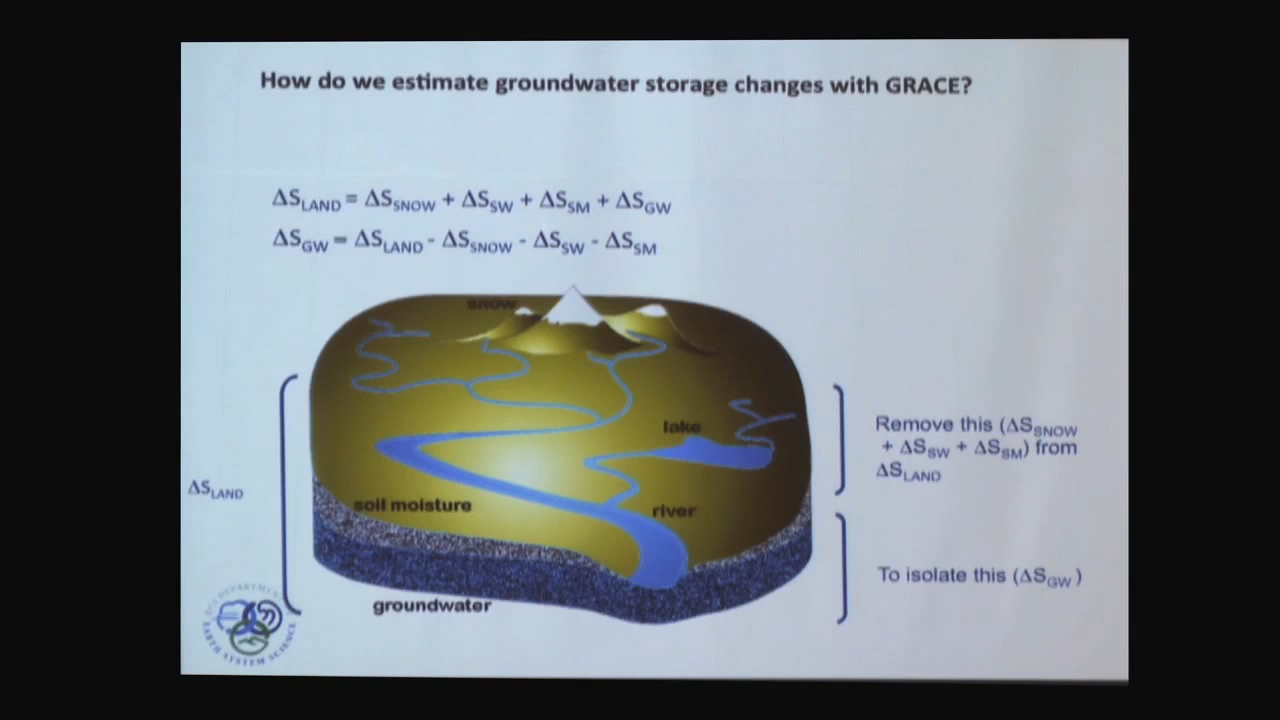 How do we estimate groundwater storage changes with GRACE?
ΔS_LAND = ΔS_SNOW + ΔS_SW + ΔS_SM + ΔS_GW
ΔS_GW = ΔS_LAND - ΔS_SNOW - ΔS_SW - ΔS_SM
snow
lake
Remove this (ΔS_SNOW
+ ΔS_SW + ΔS_SM) from
ΔS_LAND
ΔS_LAND
soil moisture
river
To isolate this (ΔS_GW)
groundwater
UCI DEPARTMENT
EARTH SYSTEM SCIENCE